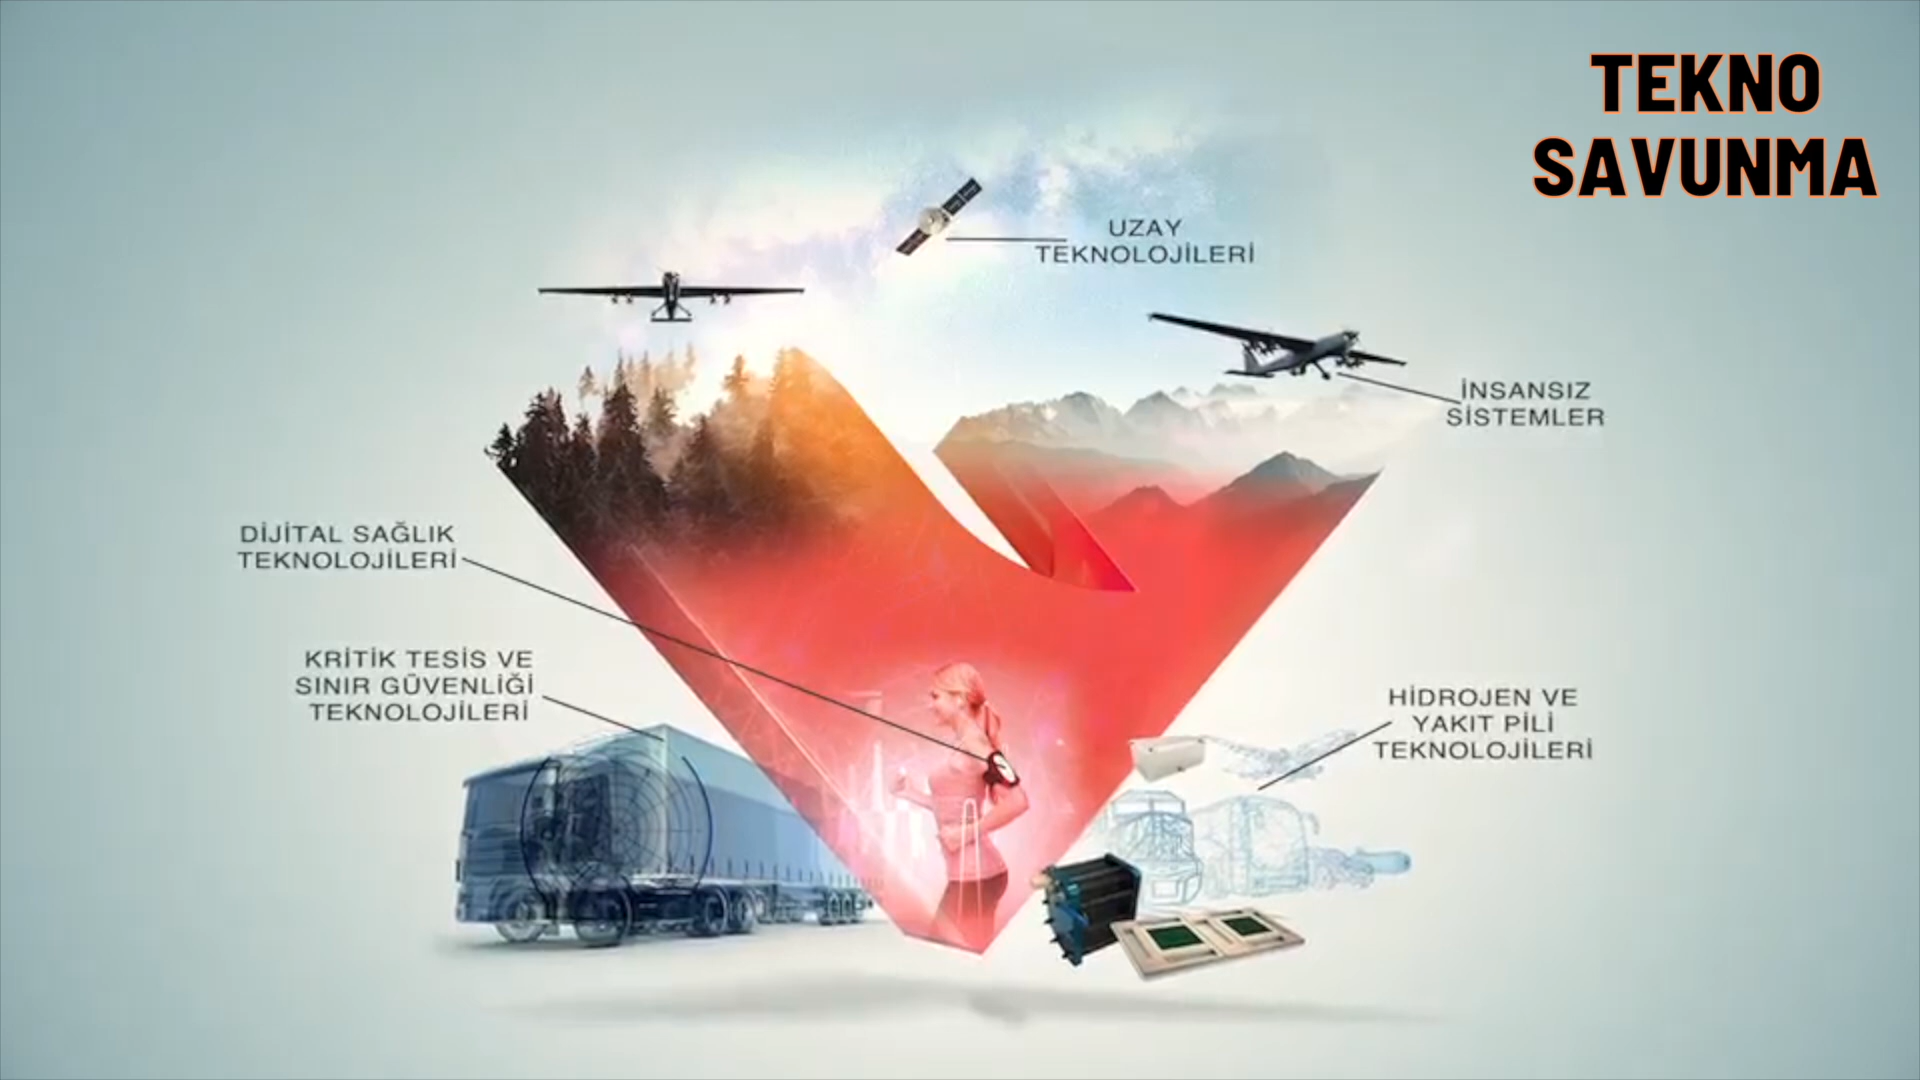 TEKNO
SAVUNMA
UZAY
TEKNOLOJİLERİ
İNSANSIZ
SİSTEMLER
DİJİTAL SAĞLIK
TEKNOLOJİLERİ
KRİTİK TESİS VE
SINIR GÜVENLİĞİ
TEKNOLOJİLERİ
HİDROJEN VE
YAKIT PİLİ
TEKNOLOJİLERİ